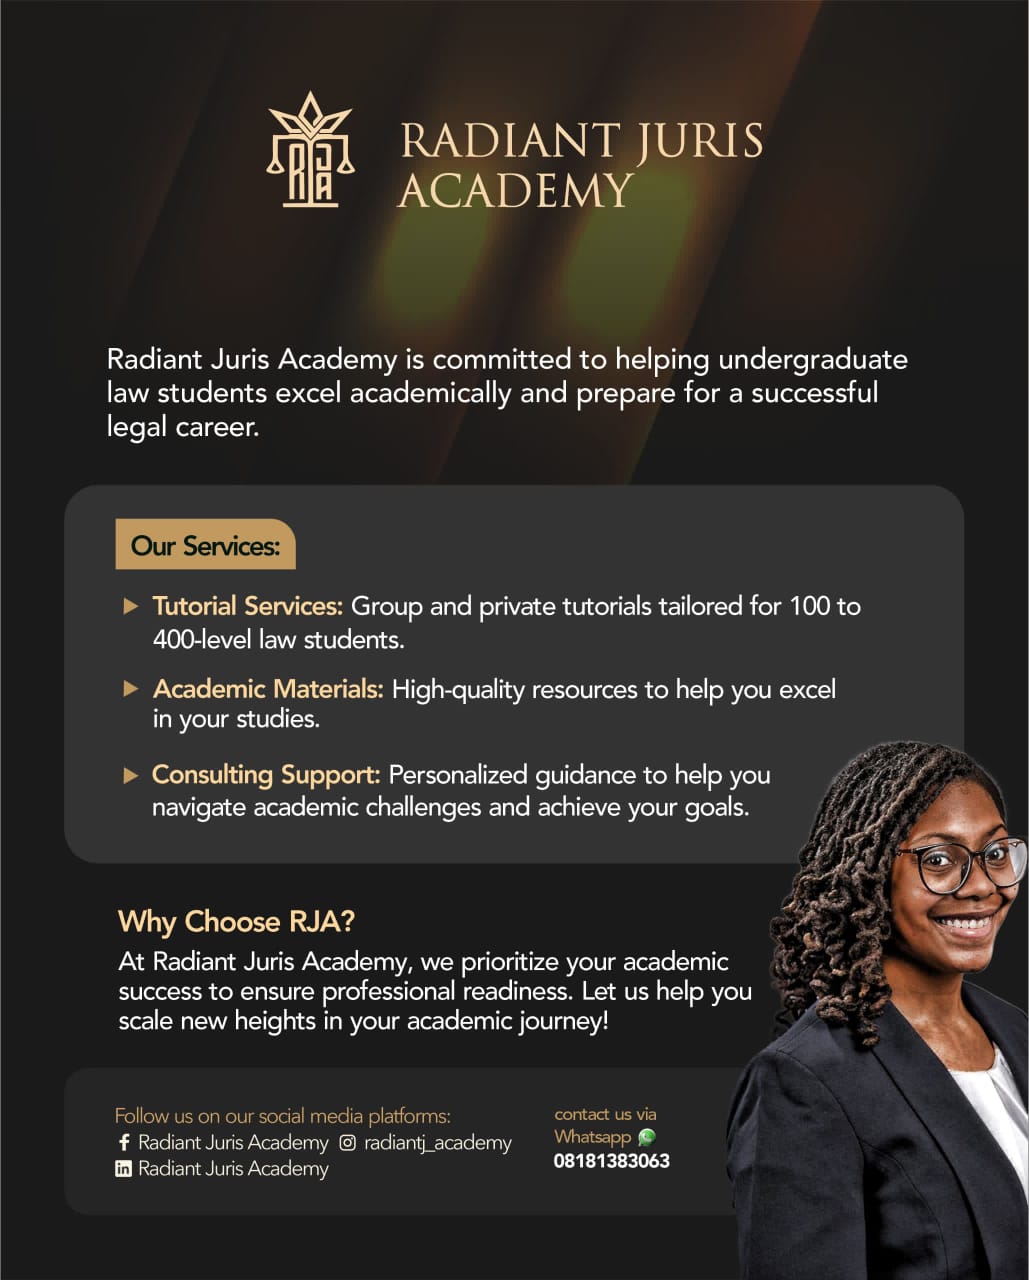 RJA
RADIANT JURIS
ACADEMY
Radiant Juris Academy is committed to helping undergraduate
law students excel academically and prepare for a successful
legal career.
Our Services:
Tutorial Services: Group and private tutorials tailored for 100 to
400-level law students.
Academic Materials: High-quality resources to help you excel
in your studies.
Consulting Support: Personalized guidance to help you
navigate academic challenges and achieve your goals.
Why Choose RJA?
At Radiant Juris Academy, we prioritize your academic
success to ensure professional readiness. Let us help you
scale new heights in your academic journey!
Follow us on our social media platforms:
Radiant Juris Academy radiantj_academy
Radiant Juris Academy
contact us via
Whatsapp
08181383063